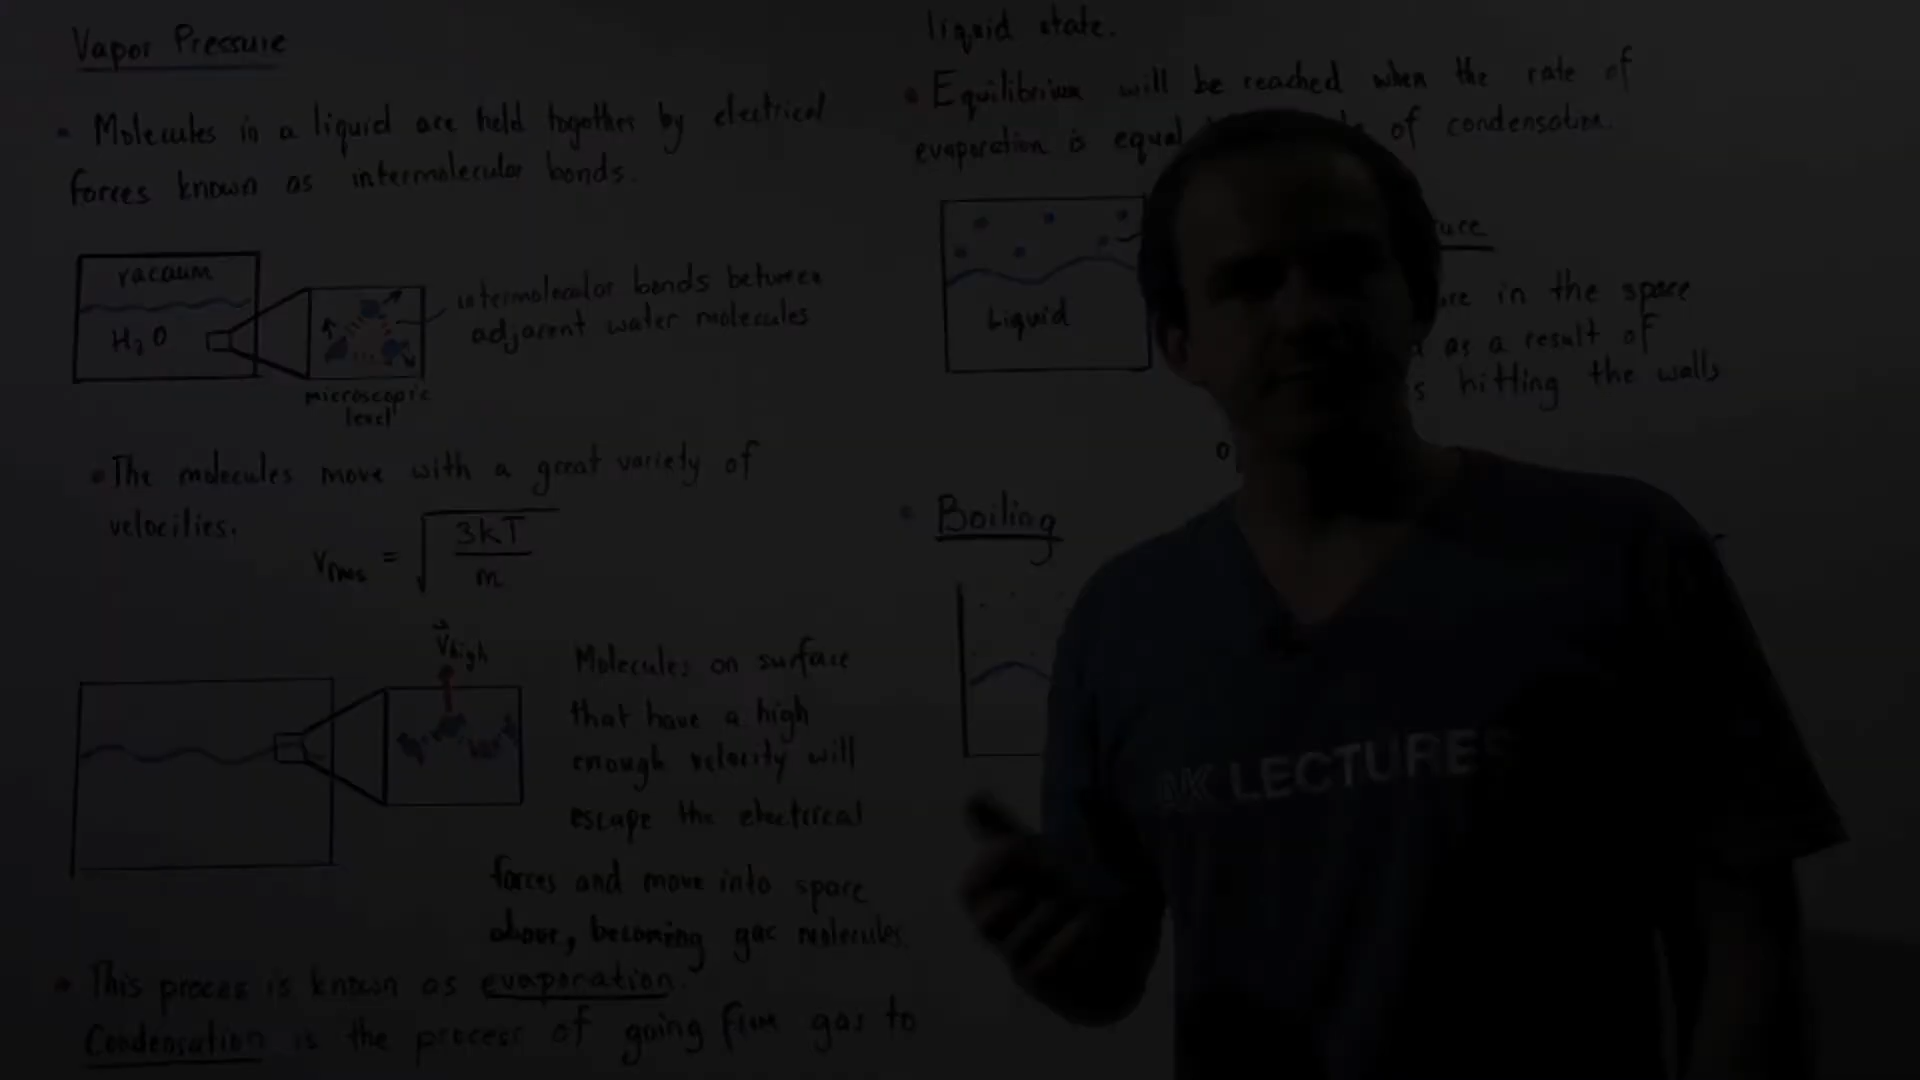 Vapor Pressure
• Molecules in a liquid are held together by electrical
forces known as intermolecular bonds.
vacuum
H2O
intermolecular bonds between
adjacent water molecules
microscopic
level
• The molecules move with a great variety of
velocities.
vrms = √3kT/m
vhigh
Molecules on surface
that have a high
enough velocity will
escape the electrical
forces and move into space
above, becoming gas molecules
• This process is known as evaporation.
Condensation is the process of going from gas to
liquid state.
• Equilibrium will be reached when the rate of
evaporation is equal of condensation.
Liquid
in the space
as a result of
hitting the walls
• Boiling
AK LECTURES